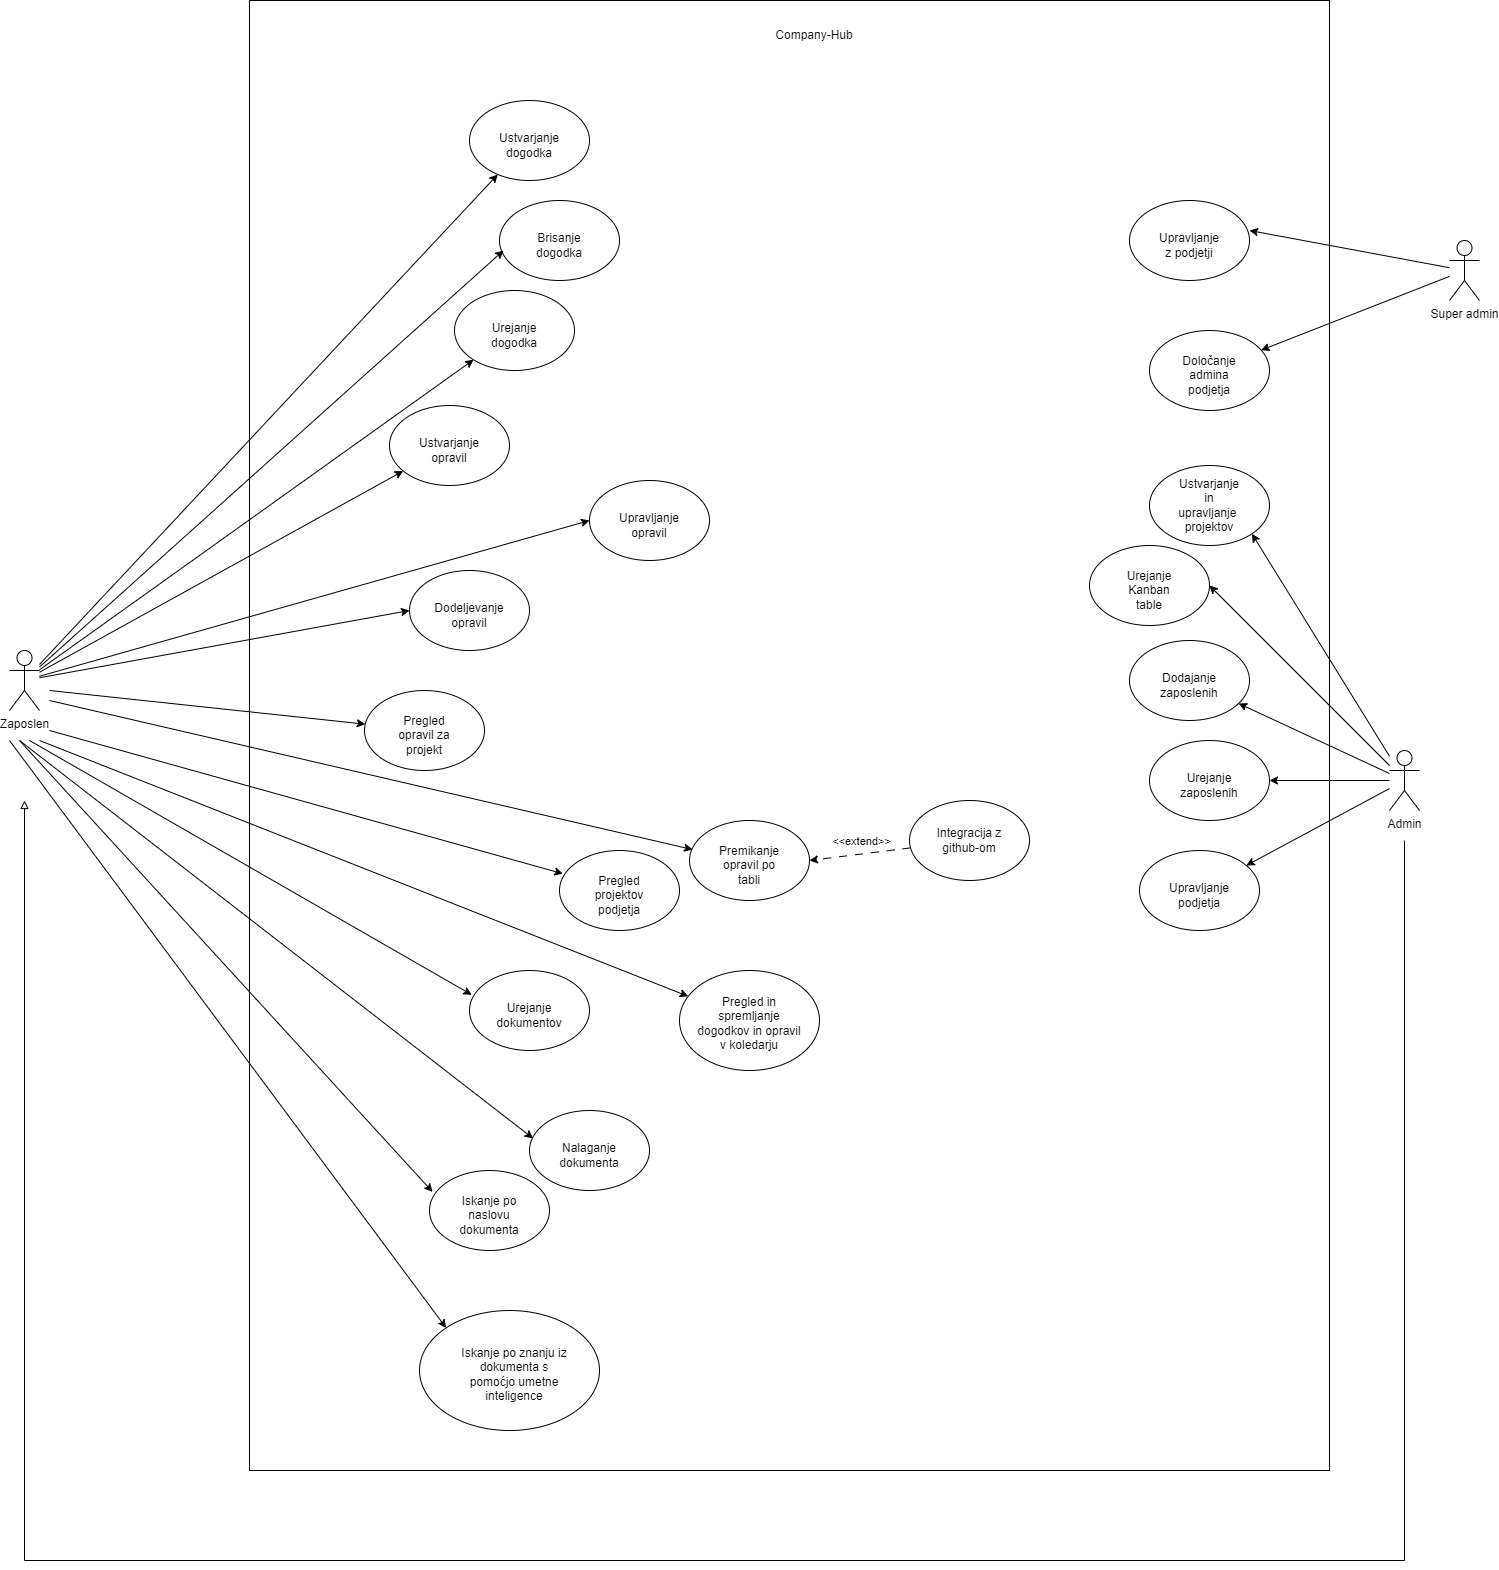 Company-Hub
Ustvarjanje
dogodka
Brisanje
dogodka
Urejanje
dogodka
Ustvarjanje
opravil
Upravljanje
opravil
Dodeljevanje
opravil
Zaposlen
Pregled
opravil za
projekt
Premikanje
opravil po
tabli
<<extend>>
Integracija z
github-om
Pregled
projektov
podjetja
Urejanje
dokumentov
Pregled in
spremljanje
dogodkov in opravil
v koledarju
Nalaganje
dokumenta
Iskanje po
naslovu
dokumenta
Iskanje po znanju iz
dokumenta s
pomoćjo umetne
inteligence
Upravljanje
z podjetji
Super admin
Določanje
admina
podjetja
Ustvarjanje
in
upravljanje
projektov
Urejanje
Kanban
table
Dodajanje
zaposlenih
Urejanje
zaposlenih
Admin
Upravljanje
podjetja